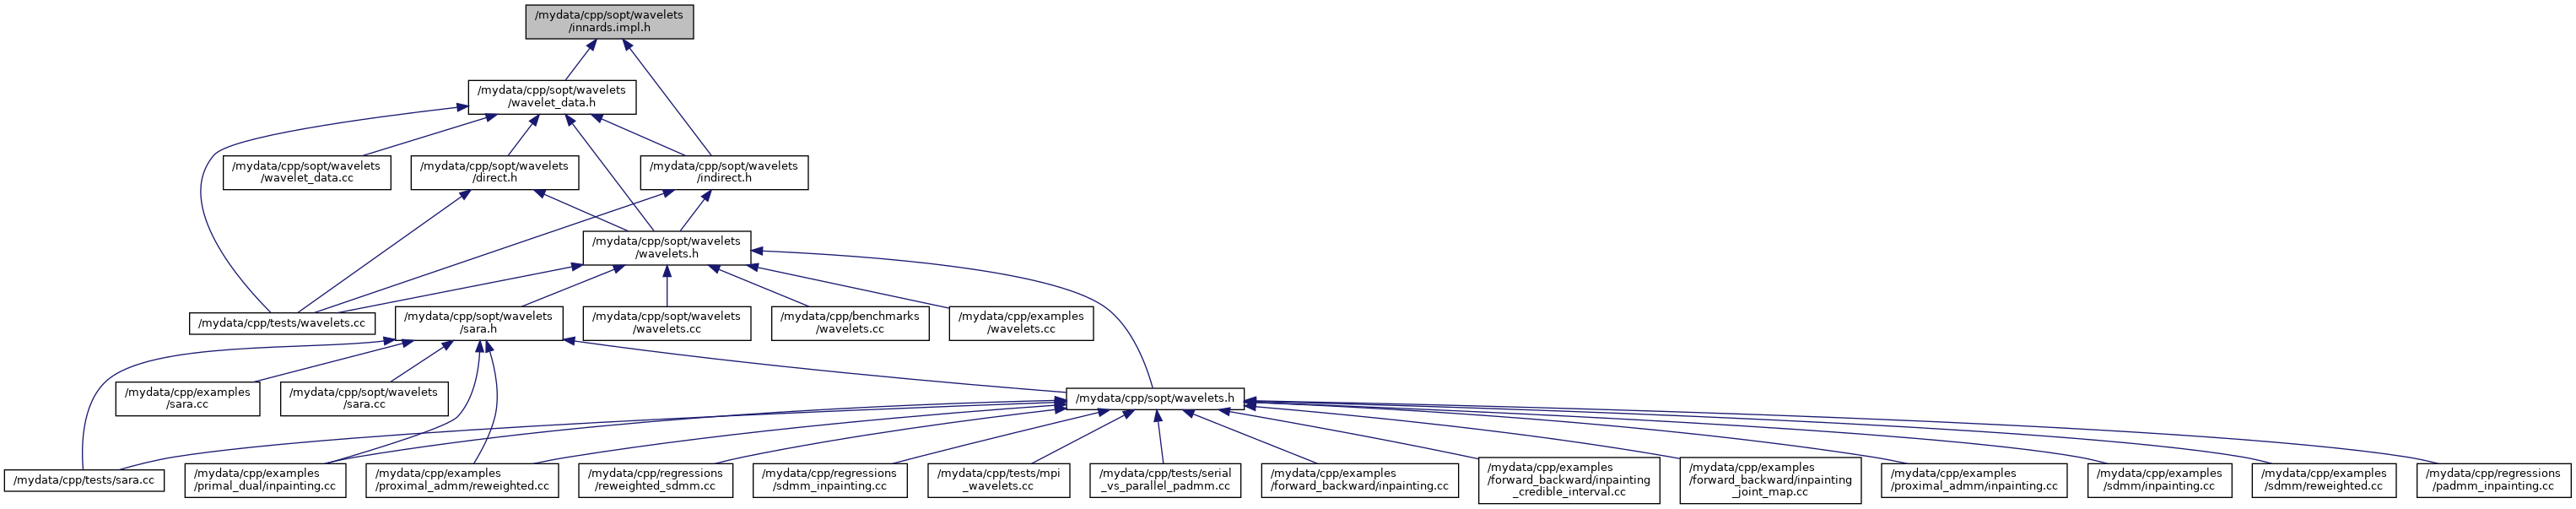 /mydata/cpp/sopt/wavelets
/innards.impl.h
/mydata/cpp/sopt/wavelets
/wavelet_data.h
/mydata/cpp/sopt/wavelets
/wavelet_data.cc
/mydata/cpp/sopt/wavelets
/direct.h
/mydata/cpp/sopt/wavelets
/indirect.h
/mydata/cpp/sopt/wavelets
/wavelets.h
/mydata/cpp/tests/wavelets.cc
/mydata/cpp/sopt/wavelets
/sara.h
/mydata/cpp/sopt/wavelets
/wavelets.cc
/mydata/cpp/benchmarks
/wavelets.cc
/mydata/cpp/examples
/wavelets.cc
/mydata/cpp/examples
/sara.cc
/mydata/cpp/sopt/wavelets
/sara.cc
/mydata/cpp/sopt/wavelets.h
/mydata/cpp/tests/sara.cc
/mydata/cpp/examples
/primal_dual/inpainting.cc
/mydata/cpp/examples
/proximal_admm/reweighted.cc
/mydata/cpp/regressions
/reweighted_sdmm.cc
/mydata/cpp/regressions
/sdmm_inpainting.cc
/mydata/cpp/tests/mpi
_wavelets.cc
/mydata/cpp/tests/serial
_vs_parallel_padmm.cc
/mydata/cpp/examples
/forward_backward/inpainting.cc
/mydata/cpp/examples
/forward_backward/inpainting
_credible_interval.cc
/mydata/cpp/examples
/forward_backward/inpainting
_joint_map.cc
/mydata/cpp/examples
/proximal_admm/inpainting.cc
/mydata/cpp/examples
/sdmm/inpainting.cc
/mydata/cpp/examples
/sdmm/reweighted.cc
/mydata/cpp/regressions
/padmm_inpainting.cc